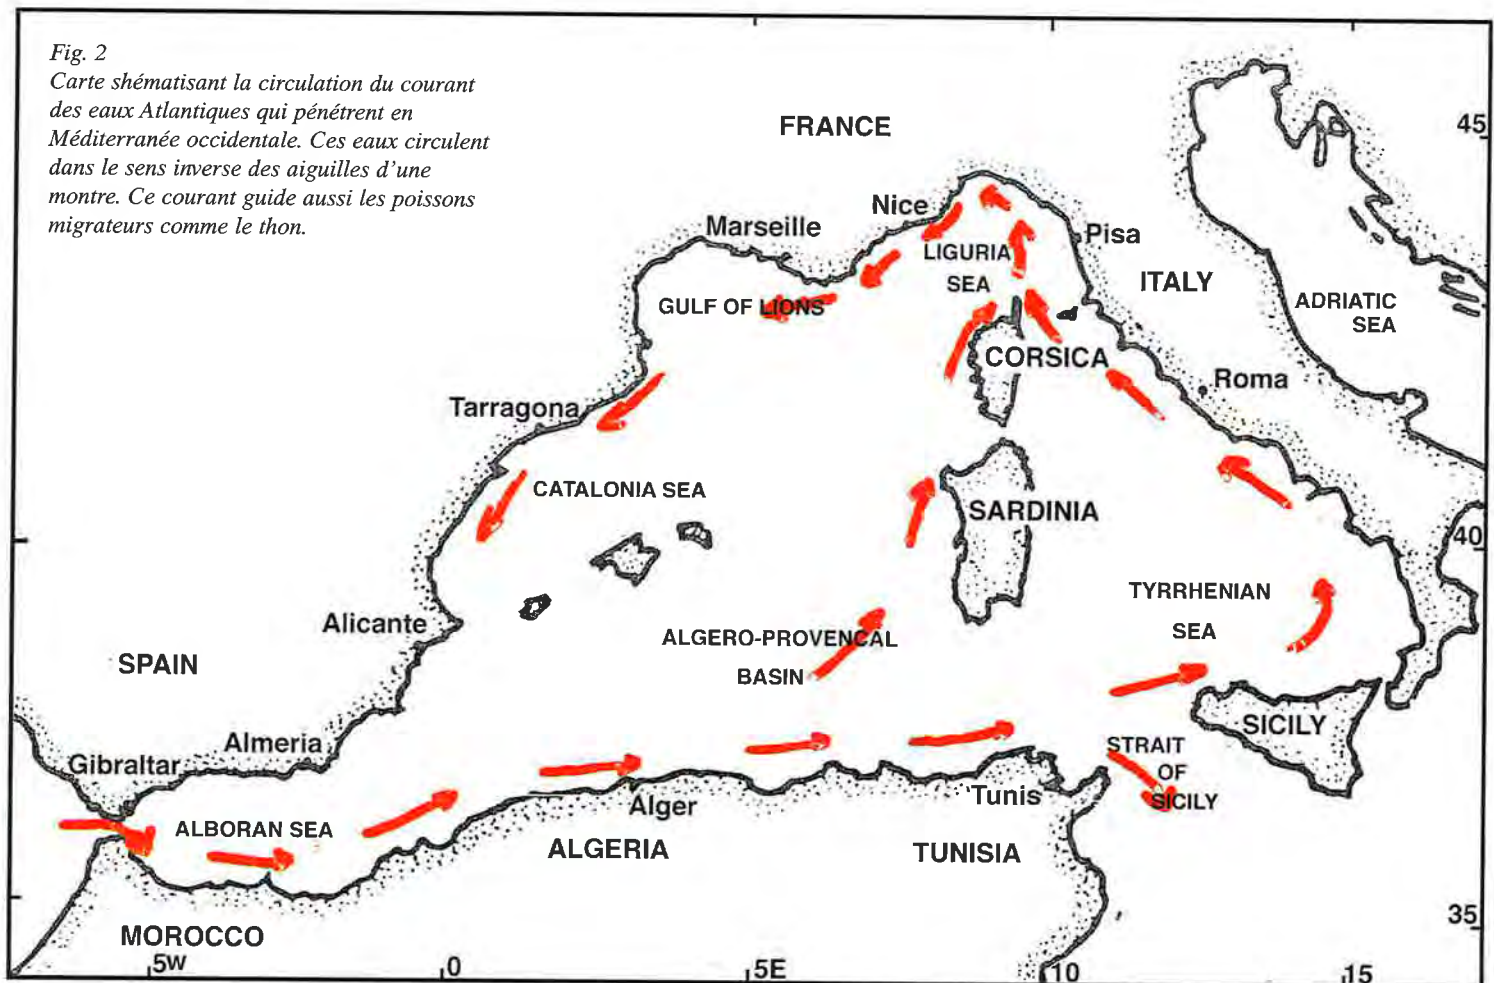 Fig. 2
Carte shématisant la circulation du courant
des eaux Atlantiques qui pénétrent en
Méditerranée occidentale. Ces eaux circulent
dans le sens inverse des aiguilles d'une
montre. Ce courant guide aussi les poissons
migrateurs comme le thon.
FRANCE
45
Nice
Marseille
Pisa
LIGURIA
SEA
ITALY
GULF OF LIONS
ADRIATIC
SEA
CORSICA
Roma
Tarragona
CATALONIA SEA
SARDINIA
40
TYRRHENIAN
SEA
Alicante
ALGERO-PROVENCAL
BASIN
SPAIN
SICILY
Almeria
Gibraltar
STRAIT
OF
SICILY
Tunis
Alger
ALBORAN SEA
ALGERIA
TUNISIA
35
MOROCCO
5W
0
5E
10
15